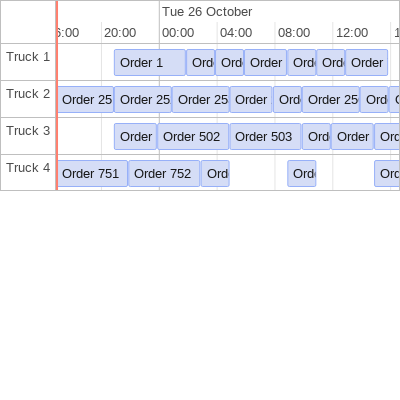 Tue 26 October
6:00 20:00 00:00 04:00 08:00 12:00 1
Truck 1 Order 1 Ord Ord Order Ord Ord Order
Truck 2 Order 25 Order 25 Order 25 Order Ord Order 25 Ord
Truck 3 Order Order 502 Order 503 Ord Order Ord
Truck 4 Order 751 Order 752 Ord Ord Ord